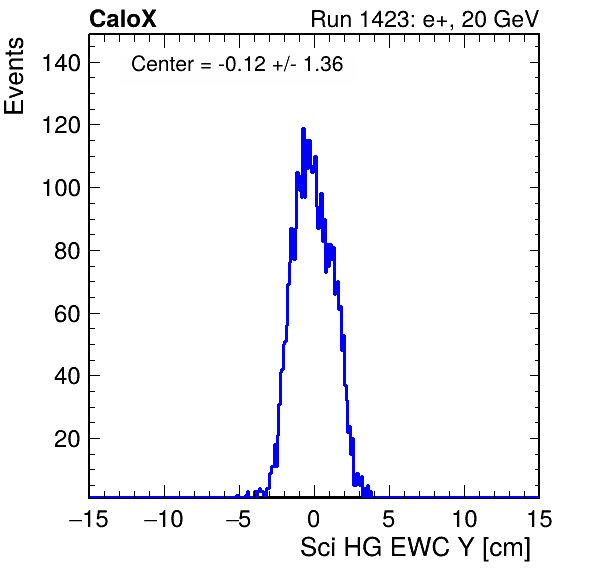 CaloX Run 1423: e+, 20 GeV
Center = -0.12 +/- 1.36
Events
140
120
100
80
60
40
20
−15 −10 −5 0 5 10 15
Sci HG EWC Y [cm]